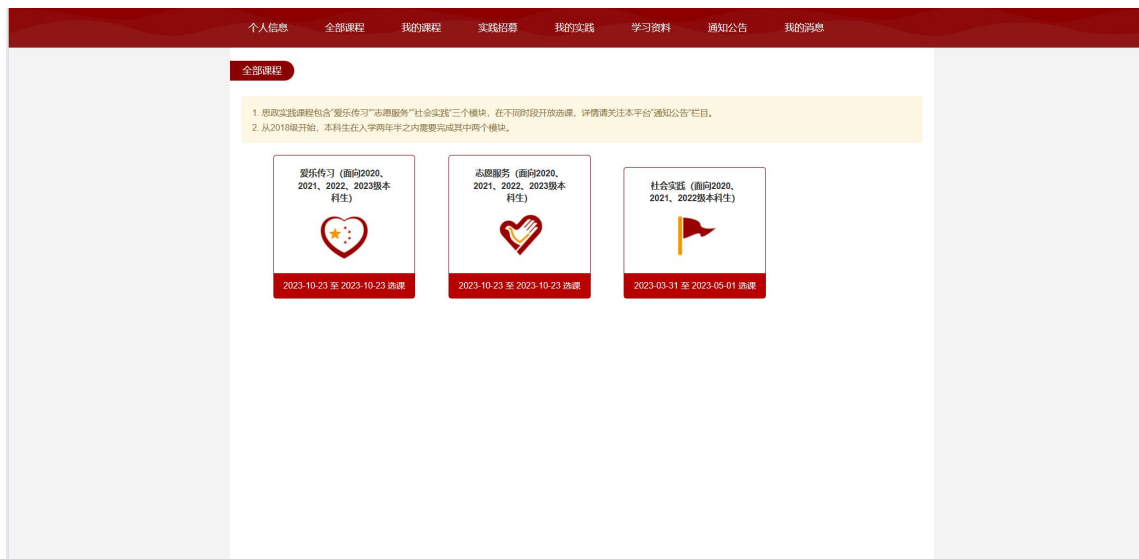 个人信息 全部课程 我的课程 实践招募 我的实践 学习资料 通知公告 我的消息
全部课程
1. 思政实践课程包含“爱乐传习”“志愿服务”“社会实践”三个模块，在不同时段开放选课，详情请关注本平台“通知公告”栏目。
2. 从2018级开始，本科生在入学两年半之内需要完成其中两个模块。
爱乐传习（面向2020、
2021、2022、2023级本
科生)
2023-10-23 至 2023-10-23 选课
志愿服务（面向2020、
2021、2022、2023级本
科生)
2023-10-23 至 2023-10-23 选课
社会实践（面向2020、
2021、2022级本科生)
2023-03-31 至 2023-05-01 选课